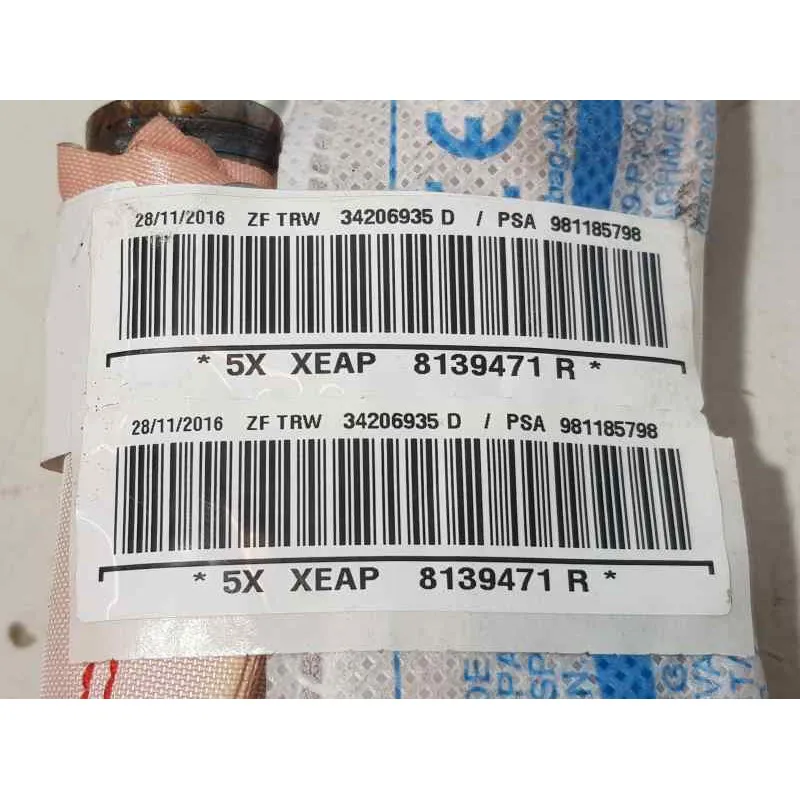 CE
28/11/2016 ZF TRW 34206935 D / PSA 981185798
* 5X XEAP 8139471 R *
28/11/2016 ZF TRW 34206935 D / PSA 981185798
* 5X XEAP 8139471 R *